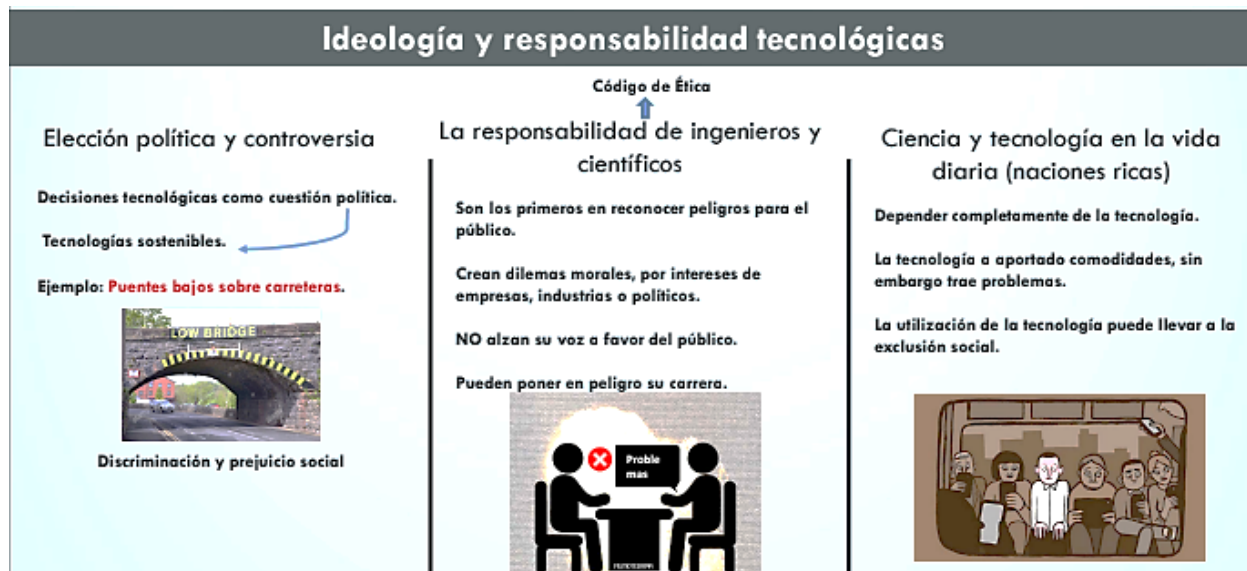 Ideología y responsabilidad tecnológicas
Código de Ética
Elección política y controversia
Decisiones tecnológicas como cuestión política.
Tecnologías sostenibles.
Ejemplo: Puentes bajos sobre carreteras.
LOW BRIDGE
Discriminación y prejuicio social
La responsabilidad de ingenieros y
científicos
Son los primeros en reconocer peligros para el
público.
Crean dilemas morales, por intereses de
empresas, industrias o políticos.
NO alzan su voz a favor del público.
Pueden poner en peligro su carrera.
Proble
mas
Ciencia y tecnología en la vida
diaria (naciones ricas)
Depender completamente de la tecnología.
La tecnología a aportado comodidades, sin
embargo trae problemas.
La utilización de la tecnología puede llevar a la
exclusión social.